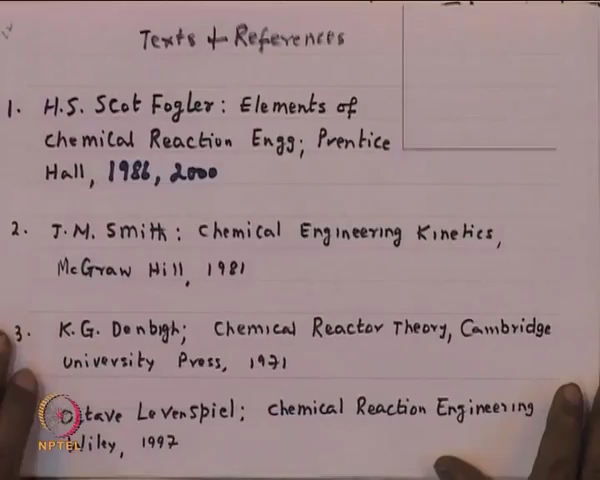 Texts + References
1. H.S. Scot Fogler: Elements of
Chemical Reaction Engg; Prentice
Hall, 1986, 2000
2. J.M. Smith: Chemical Engineering Kinetics,
McGraw Hill, 1981
3. K.G. Denbigh; Chemical Reactor Theory, Cambridge
University Press, 1971
Octave Levenspiel; Chemical Reaction Engineering
Wiley, 1997
NPTEL